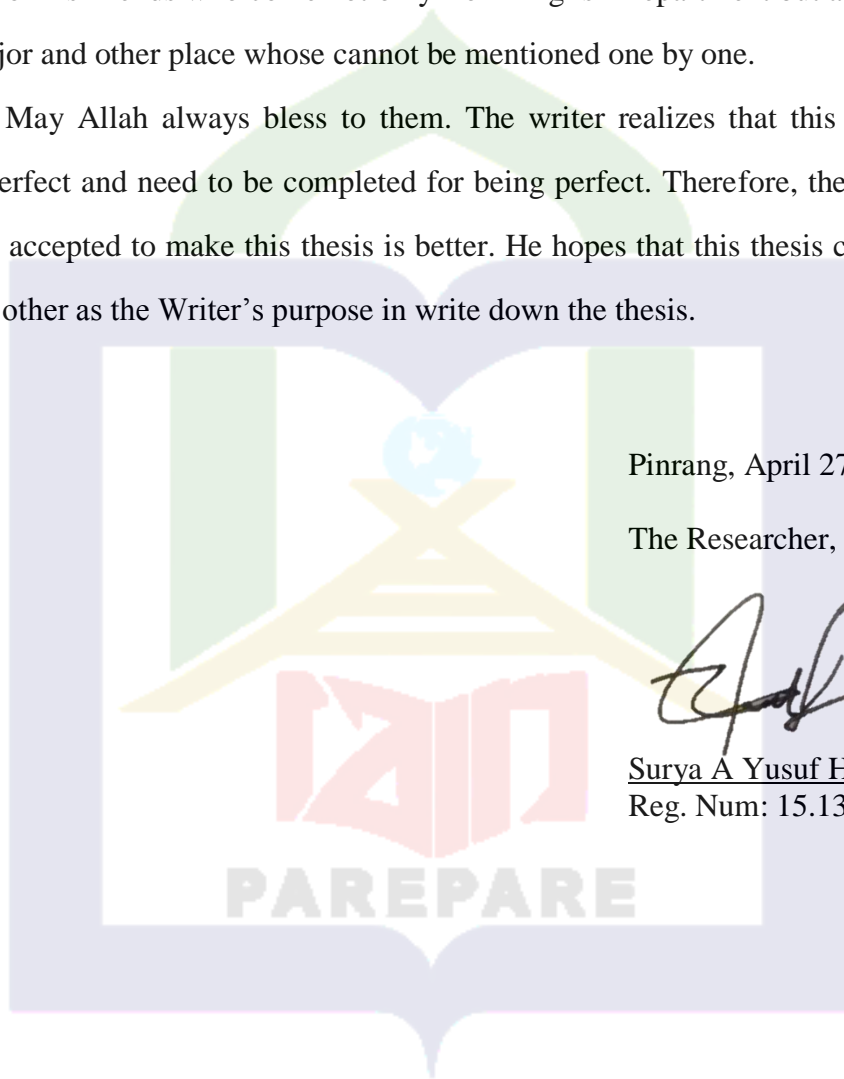 jor and other place whose cannot be mentioned one by one.
May Allah always bless to them. The writer realizes that this
erfect and need to be completed for being perfect. Therefore, the
accepted to make this thesis is better. He hopes that this thesis c
other as the Writer's purpose in write down the thesis.
Pinrang, April 27
The Researcher,
Surya A Yusuf H
Reg. Num: 15.13
iain
PAREPARE